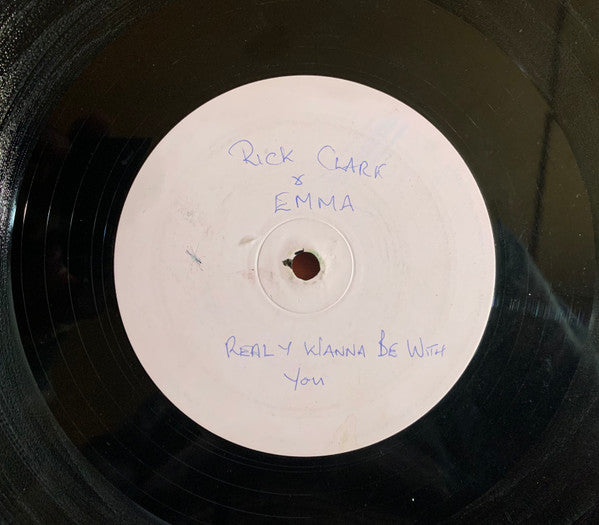 RICK CLARK
&
EMMA
REALY WANNA BE WITH
YOU